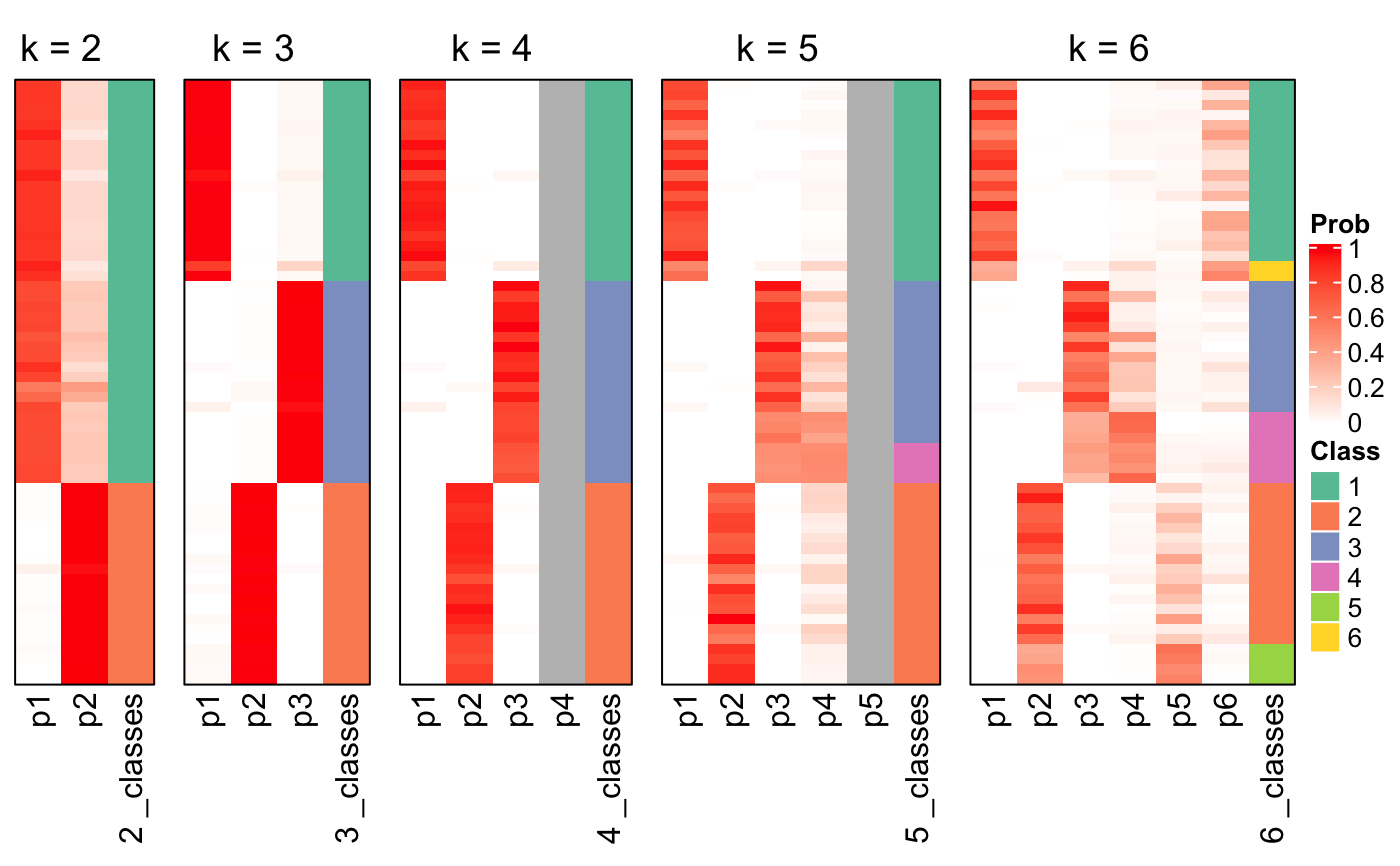 k = 2
k = 3
k = 4
k = 5
k = 6
p1
p2
2_classes
p1
p2
p3
3_classes
p1
p2
p3
p4
4_classes
p1
p2
p3
p4
p5
5_classes
p1
p2
p3
p4
p5
p6
6_classes
Prob
1
0.8
0.6
0.4
0.2
0
Class
1
2
3
4
5
6